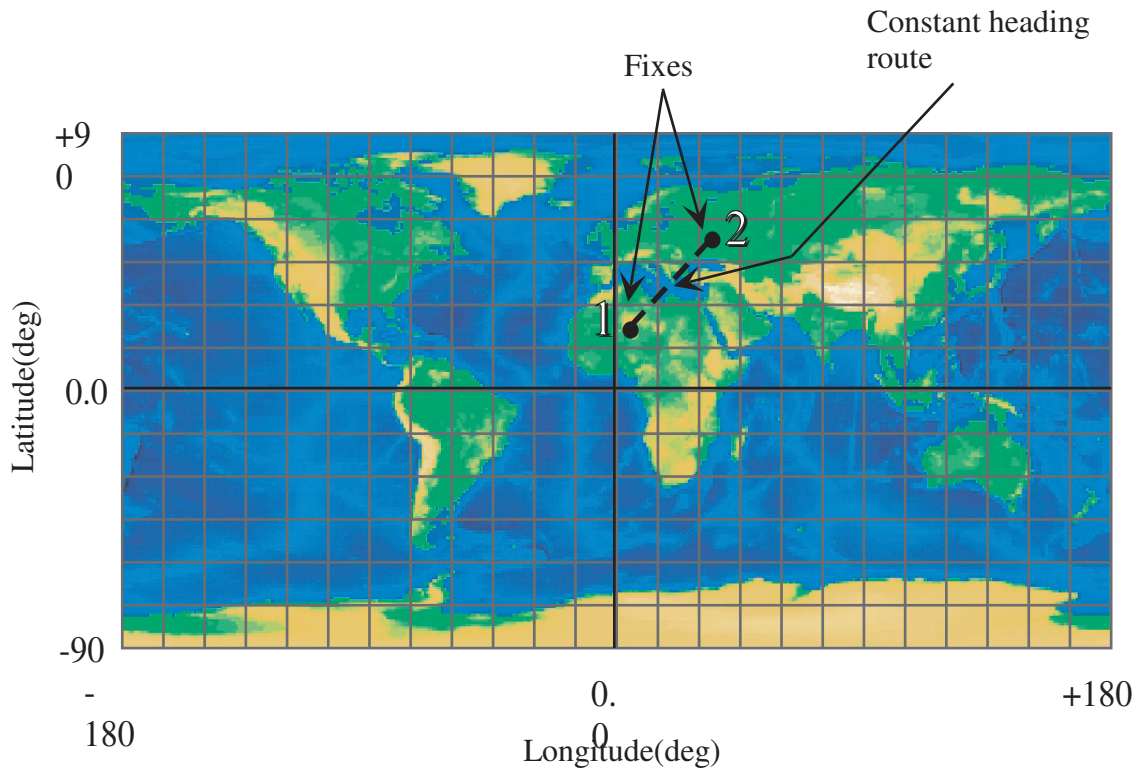 Constant heading
route
Fixes
+9
0
2
1
Latitude(deg)
0.0
-90
-
180
0.
0
+180
Longitude(deg)